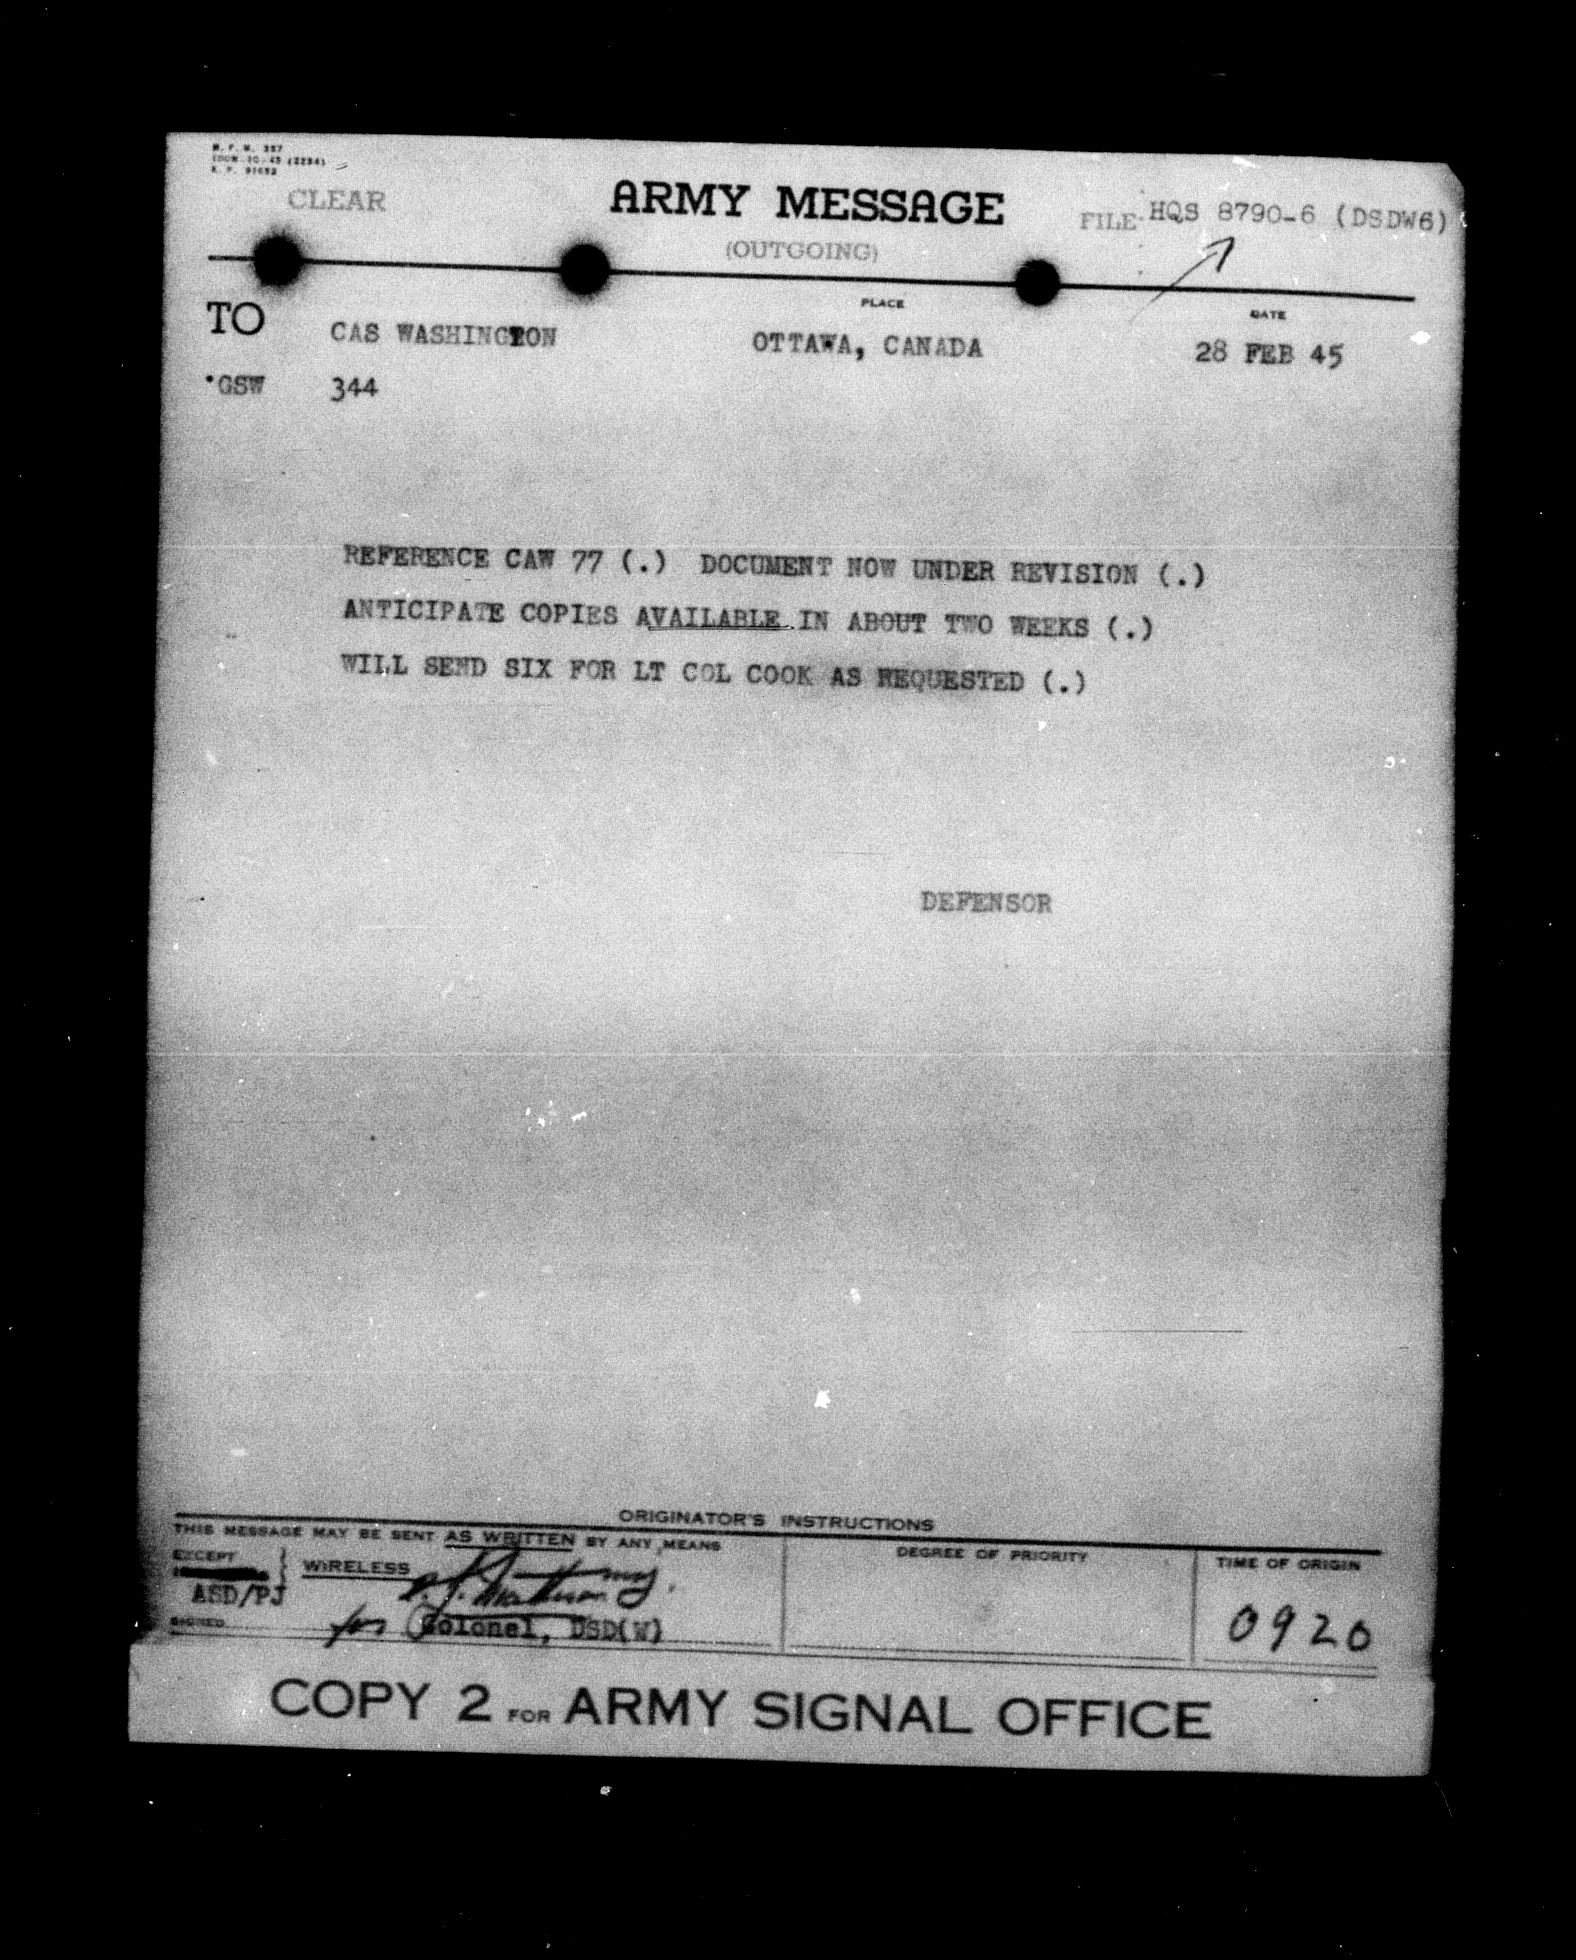 CLEAR
ARMY MESSAGE
FILE HQS 8790-6 (DSDW6)
(OUTGOING)
TO CAS WASHINGTON
PLACE
OTTAWA, CANADA
DATE
28 FEB 45
GSW 344
REFERENCE CAW 77 (.) DOCUMENT NOW UNDER REVISION (.)
ANTICIPATE COPIES AVAILABLE IN ABOUT TWO WEEKS (.)
WILL SEND SIX FOR LT COL COOK AS REQUESTED (.)
DEFENSOR
ORIGINATOR'S INSTRUCTIONS
THIS MESSAGE MAY BE SENT AS WRITTEN BY ANY MEANS
EXCEPT } WIRELESS
ASD/PJ
SIGNED for Colonel, DSD(W)
DEGREE OF PRIORITY
TIME OF ORIGIN
0920
COPY 2 FOR ARMY SIGNAL OFFICE